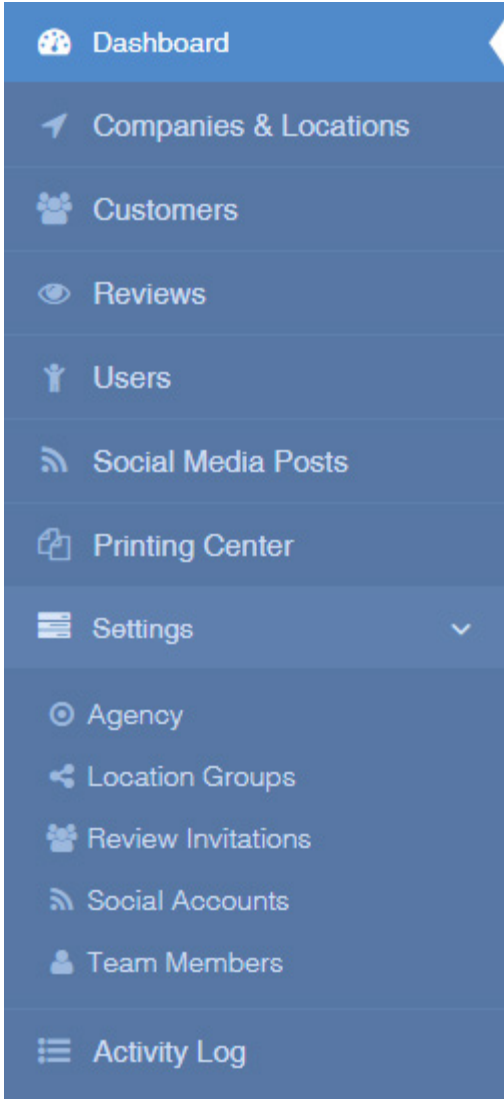 Dashboard
Companies & Locations
Customers
Reviews
Users
Social Media Posts
Printing Center
Settings
Agency
Location Groups
Review Invitations
Social Accounts
Team Members
Activity Log